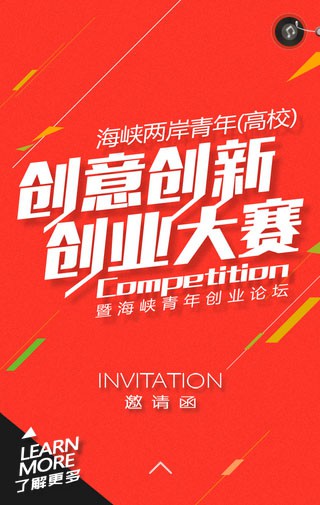 海峡两岸青年(高校)
创意创新
创业大赛
Competition
暨海峡青年创业论坛
INVITATION
邀请函
LEARN
MORE
了解更多